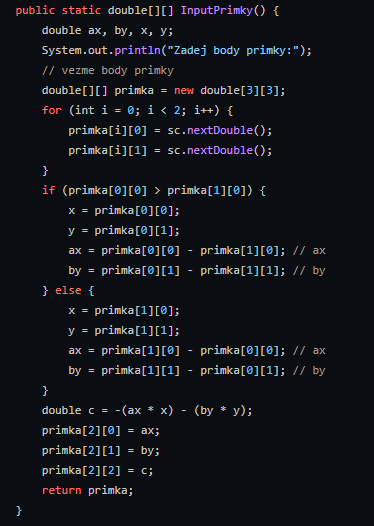 public static double[][] InputPrimky() {
    double ax, by, x, y;
    System.out.println("Zadej body primky:");
    // vezme body primky
    double[][] primka = new double[3][3];
    for (int i = 0; i < 2; i++) {
        primka[i][0] = sc.nextDouble();
        primka[i][1] = sc.nextDouble();
    }
    if (primka[0][0] > primka[1][0]) {
        x = primka[0][0];
        y = primka[0][1];
        ax = primka[0][0] - primka[1][0]; // ax
        by = primka[0][1] - primka[1][1]; // by
    } else {
        x = primka[1][0];
        y = primka[1][1];
        ax = primka[1][0] - primka[0][0]; // ax
        by = primka[1][1] - primka[0][1]; // by
    }
    double c = -(ax * x) - (by * y);
    primka[2][0] = ax;
    primka[2][1] = by;
    primka[2][2] = c;
    return primka;
}